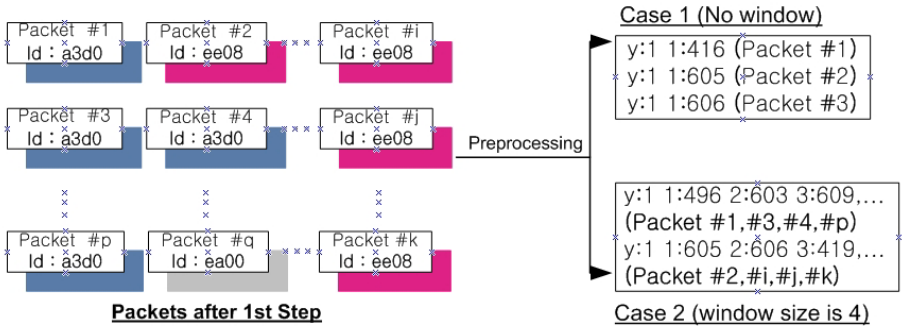 Packet #1
Id : a3d0
Packet #2
Id : ee08
Packet #i
Id : ee08
Packet #3
Id : a3d0
Packet #4
Id : a3d0
Packet #j
Id : ee08
Packet #p
Id : a3d0
Packet #q
Id : ea00
Packet #k
Id : ee08
Packets after 1st Step
Preprocessing
Case 1 (No window)
y:1 1:416 (Packet #1)
y:1 1:605 (Packet #2)
y:1 1:606 (Packet #3)
y:1 1:496 2:603 3:609,...
(Packet #1,#3,#4,#p)
y:1 1:605 2:606 3:419,...
(Packet #2,#i,#j,#k)
Case 2 (window size is 4)